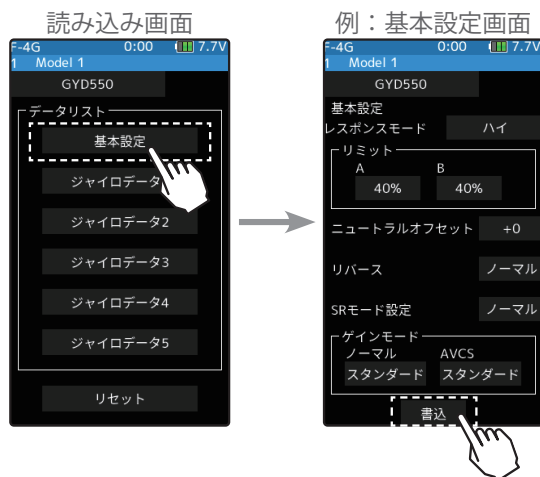 読み込み画面
F-4G 0:00 7.7V
1 Model 1
GYD550
データリスト
基本設定
ジャイロデータ
ジャイロデータ2
ジャイロデータ3
ジャイロデータ4
ジャイロデータ5
リセット
例：基本設定画面
F-4G 0:00 7.7V
1 Model 1
GYD550
基本設定
レスポンスモード ハイ
リミット
A B
40% 40%
ニュートラルオフセット +0
リバース ノーマル
SRモード設定 ノーマル
ゲインモード
ノーマル AVCS
スタンダード スタンダード
書込